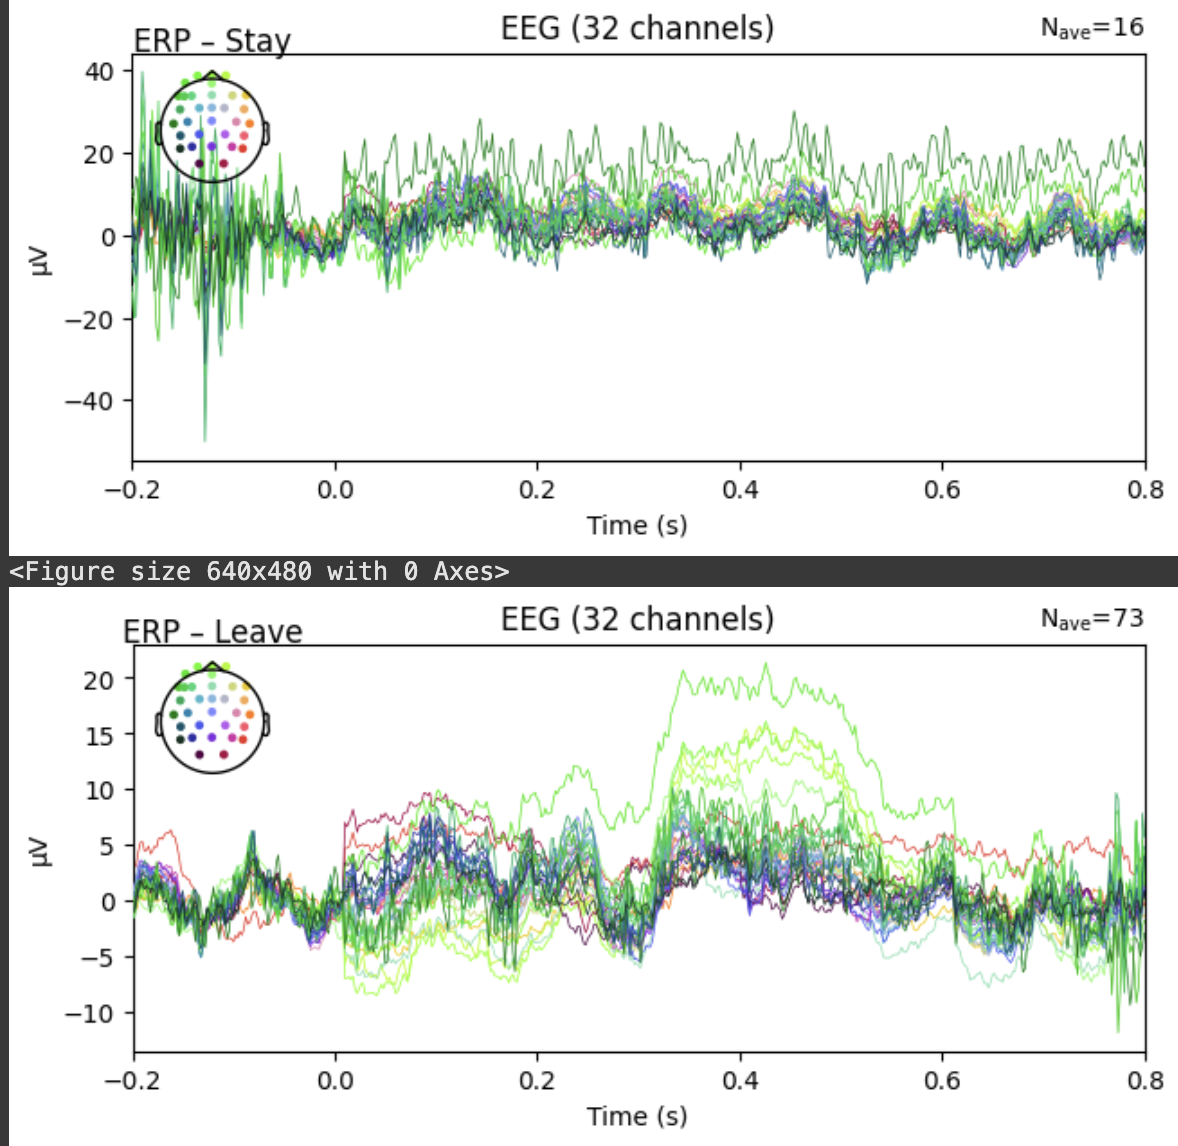 ERP – Stay
EEG (32 channels)
Nave=16
40
20
0
−20
−40
µV
−0.2
0.0
0.2
0.4
0.6
0.8
Time (s)
<Figure size 640x480 with 0 Axes>
ERP – Leave
EEG (32 channels)
Nave=73
20
15
10
5
0
−5
−10
µV
−0.2
0.0
0.2
0.4
0.6
0.8
Time (s)